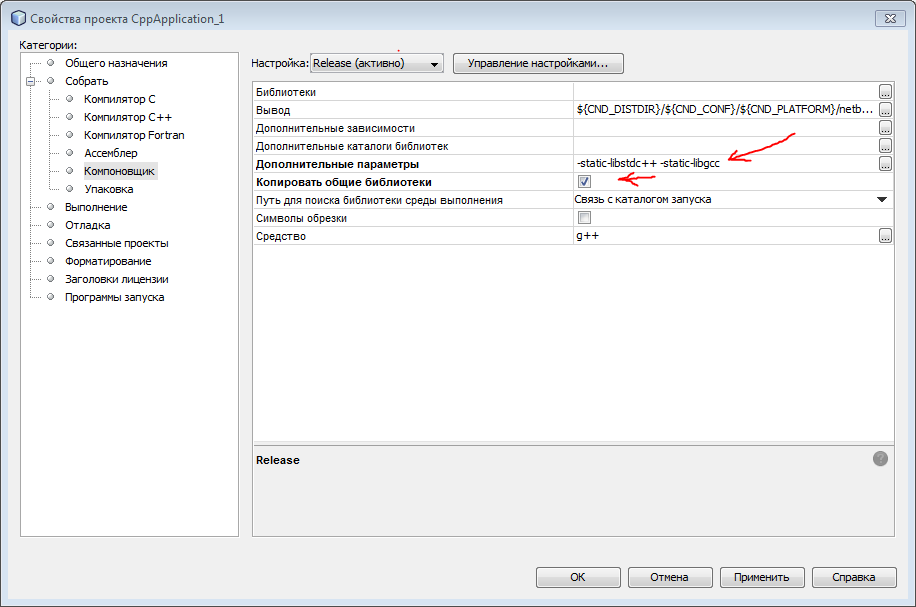 Свойства проекта CppApplication_1
Категории:
Общего назначения
Собрать
Компилятор C
Компилятор C++
Компилятор Fortran
Ассемблер
Компоновщик
Упаковка
Выполнение
Отладка
Связанные проекты
Форматирование
Заголовки лицензии
Программы запуска
Настройка: Release (активно) Управление настройками...
Библиотеки ...
Вывод ${CND_DISTDIR}/${CND_CONF}/${CND_PLATFORM}/netb... ...
Дополнительные зависимости ...
Дополнительные каталоги библиотек ...
Дополнительные параметры -static-libstdc++ -static-libgcc ...
Копировать общие библиотеки
Путь для поиска библиотеки среды выполнения Связь с каталогом запуска
Символы обрезки
Средство g++ ...
Release
?
OK Отмена Применить Справка